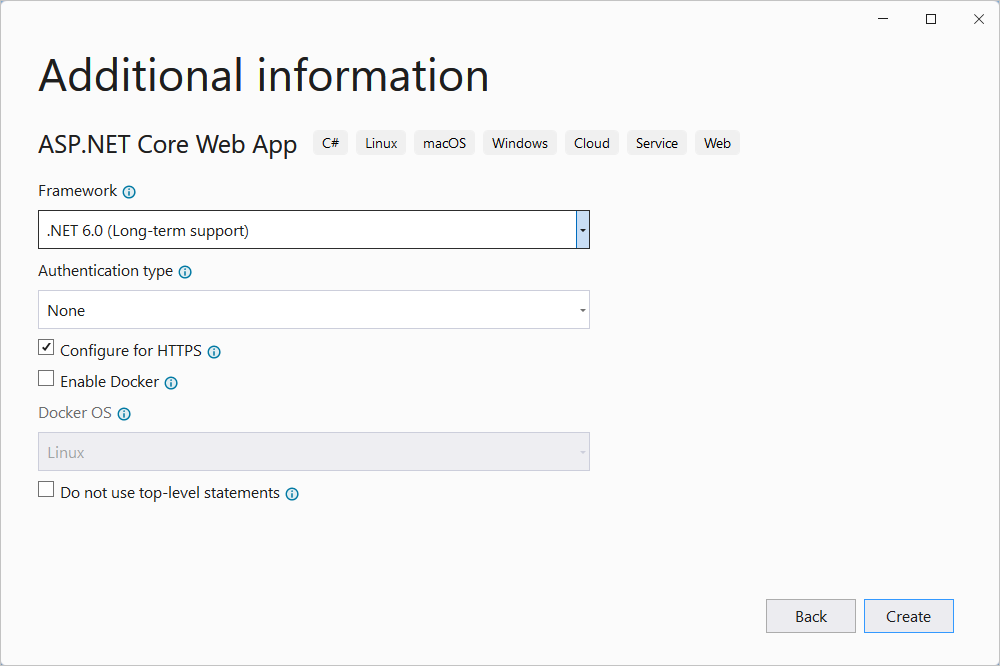 Additional information
ASP.NET Core Web App C# Linux macOS Windows Cloud Service Web
Framework
.NET 6.0 (Long-term support)
Authentication type
None
Configure for HTTPS
Enable Docker
Docker OS
Linux
Do not use top-level statements
Back Create